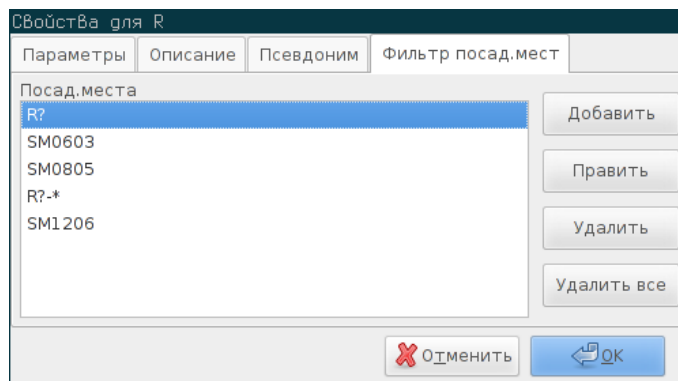 Свойства для R
Параметры Описание Псевдоним Фильтр посад.мест
Посад.места
R?
SM0603
SM0805
R?-*
SM1206
Добавить
Править
Удалить
Удалить все
Отменить OK